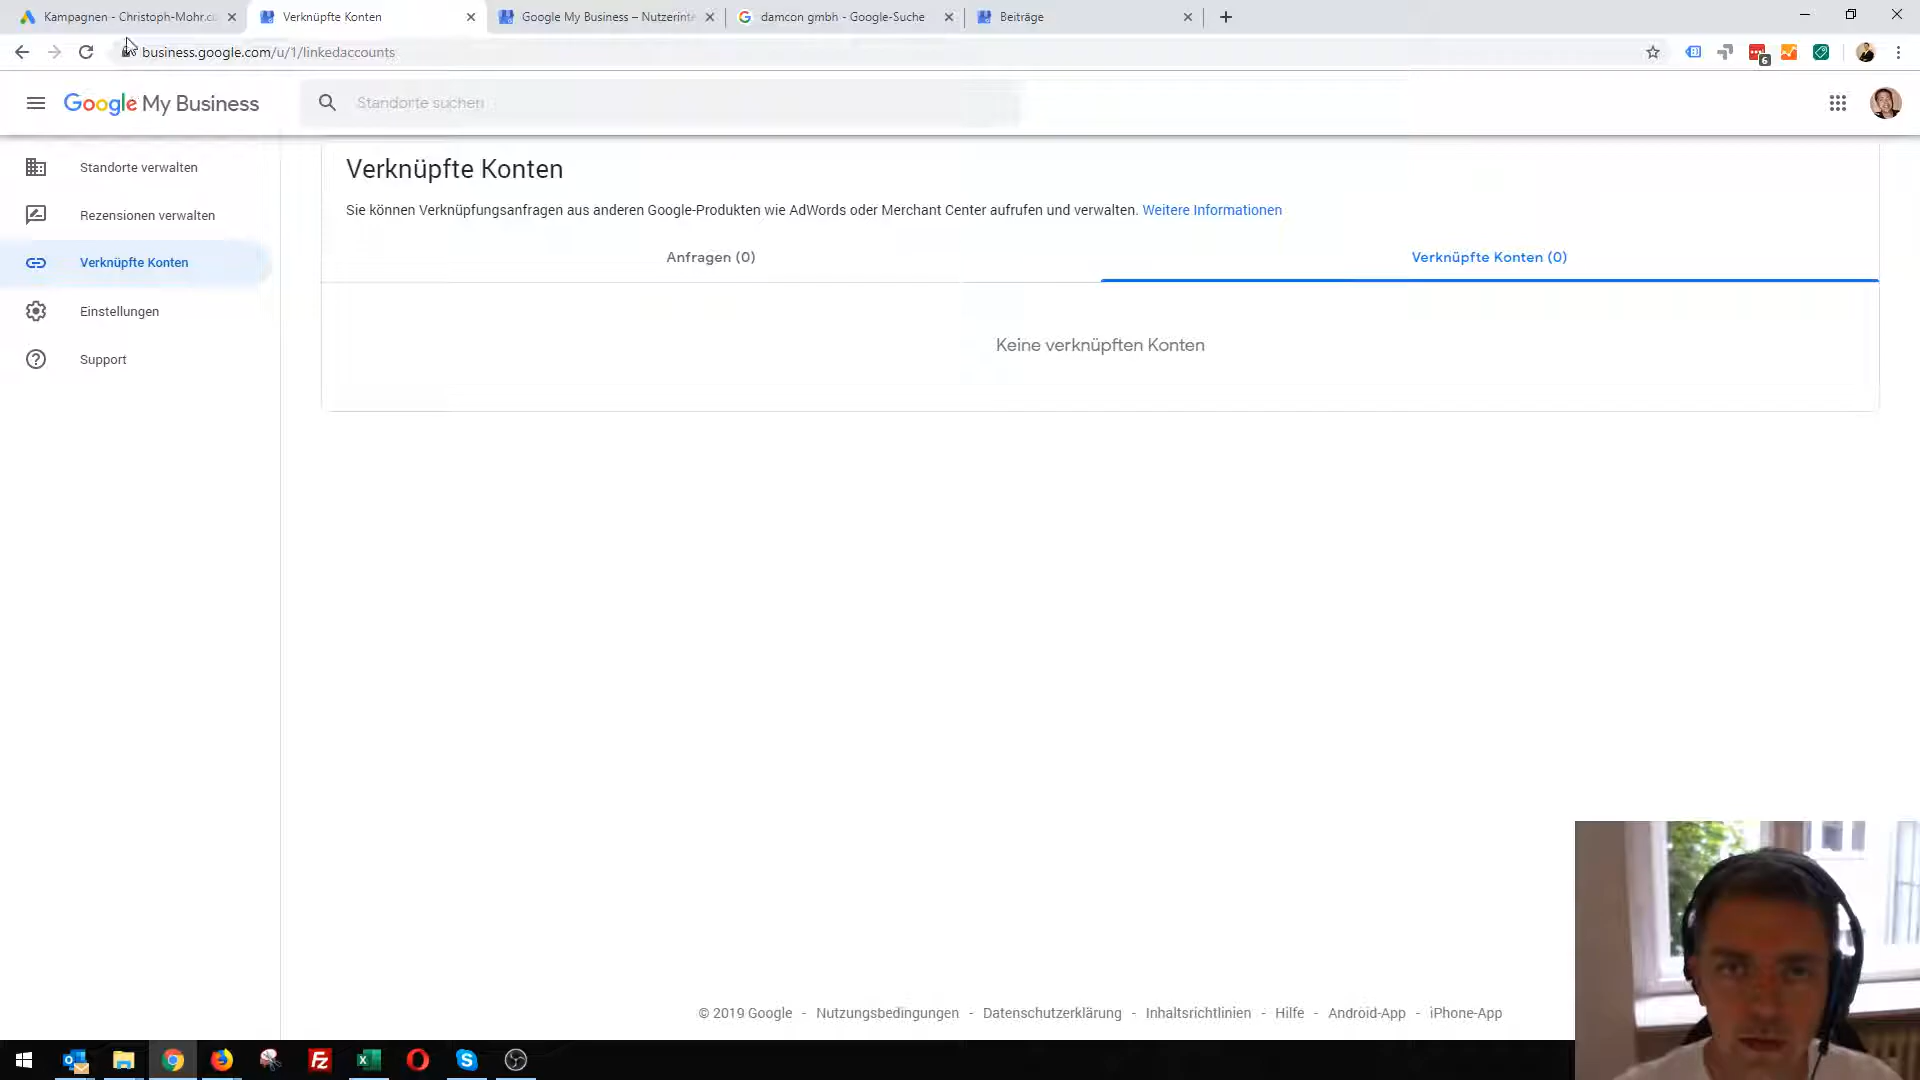 Kampagnen - Christoph-Mohr.c
Verknüpfte Konten
Google My Business – Nutzerinte
damcon gmbh - Google-Suche
Beiträge
business.google.com/u/1/linkedaccounts
6
Google My Business
Standorte suchen
Standorte verwalten
Rezensionen verwalten
Verknüpfte Konten
Einstellungen
Support
Verknüpfte Konten
Sie können Verknüpfungsanfragen aus anderen Google-Produkten wie AdWords oder Merchant Center aufrufen und verwalten. Weitere Informationen
Anfragen (0)
Verknüpfte Konten (0)
Keine verknüpften Konten
© 2019 Google - Nutzungsbedingungen - Datenschutzerklärung - Inhaltsrichtlinien - Hilfe - Android-App - iPhone-App